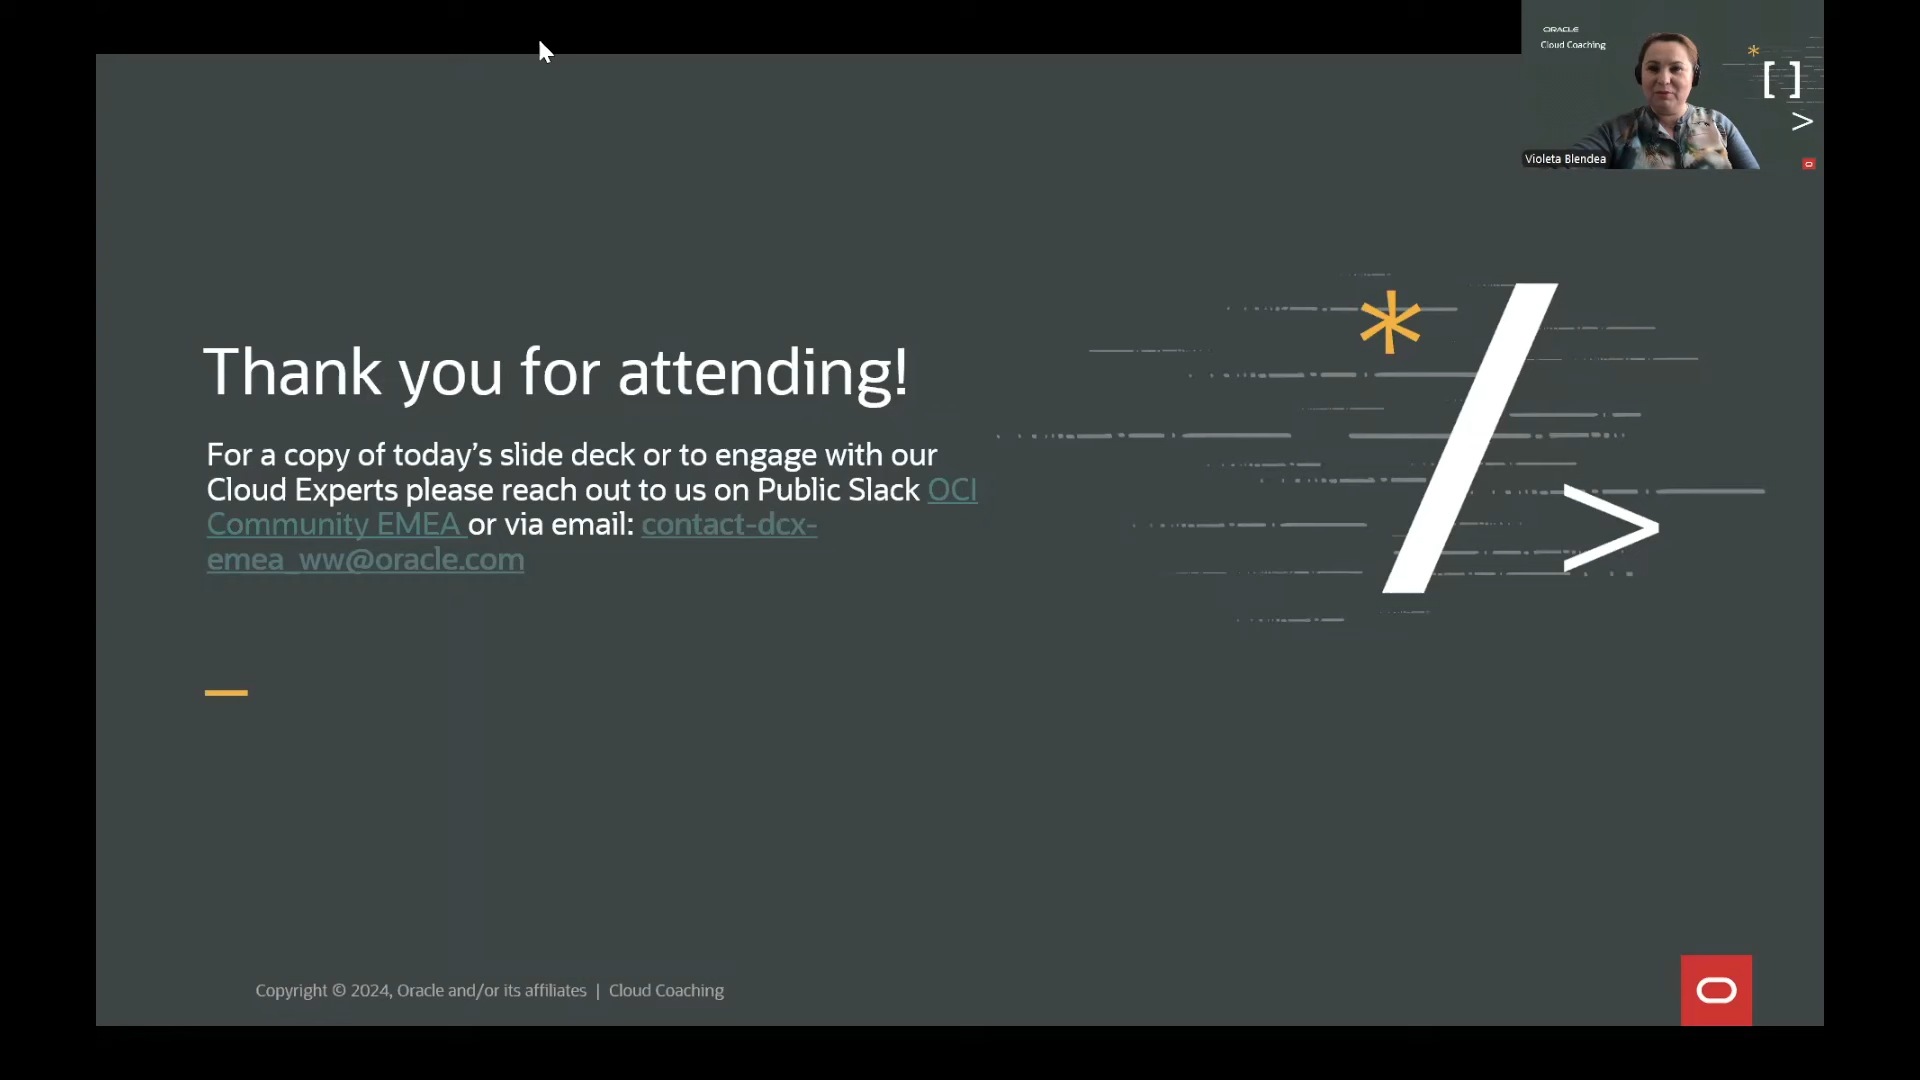 ORACLE
Cloud Coaching
Violeta Blendea
Thank you for attending!
For a copy of today’s slide deck or to engage with our
Cloud Experts please reach out to us on Public Slack OCI
Community EMEA or via email: contact-dcx-
emea_ww@oracle.com
Copyright © 2024, Oracle and/or its affiliates | Cloud Coaching